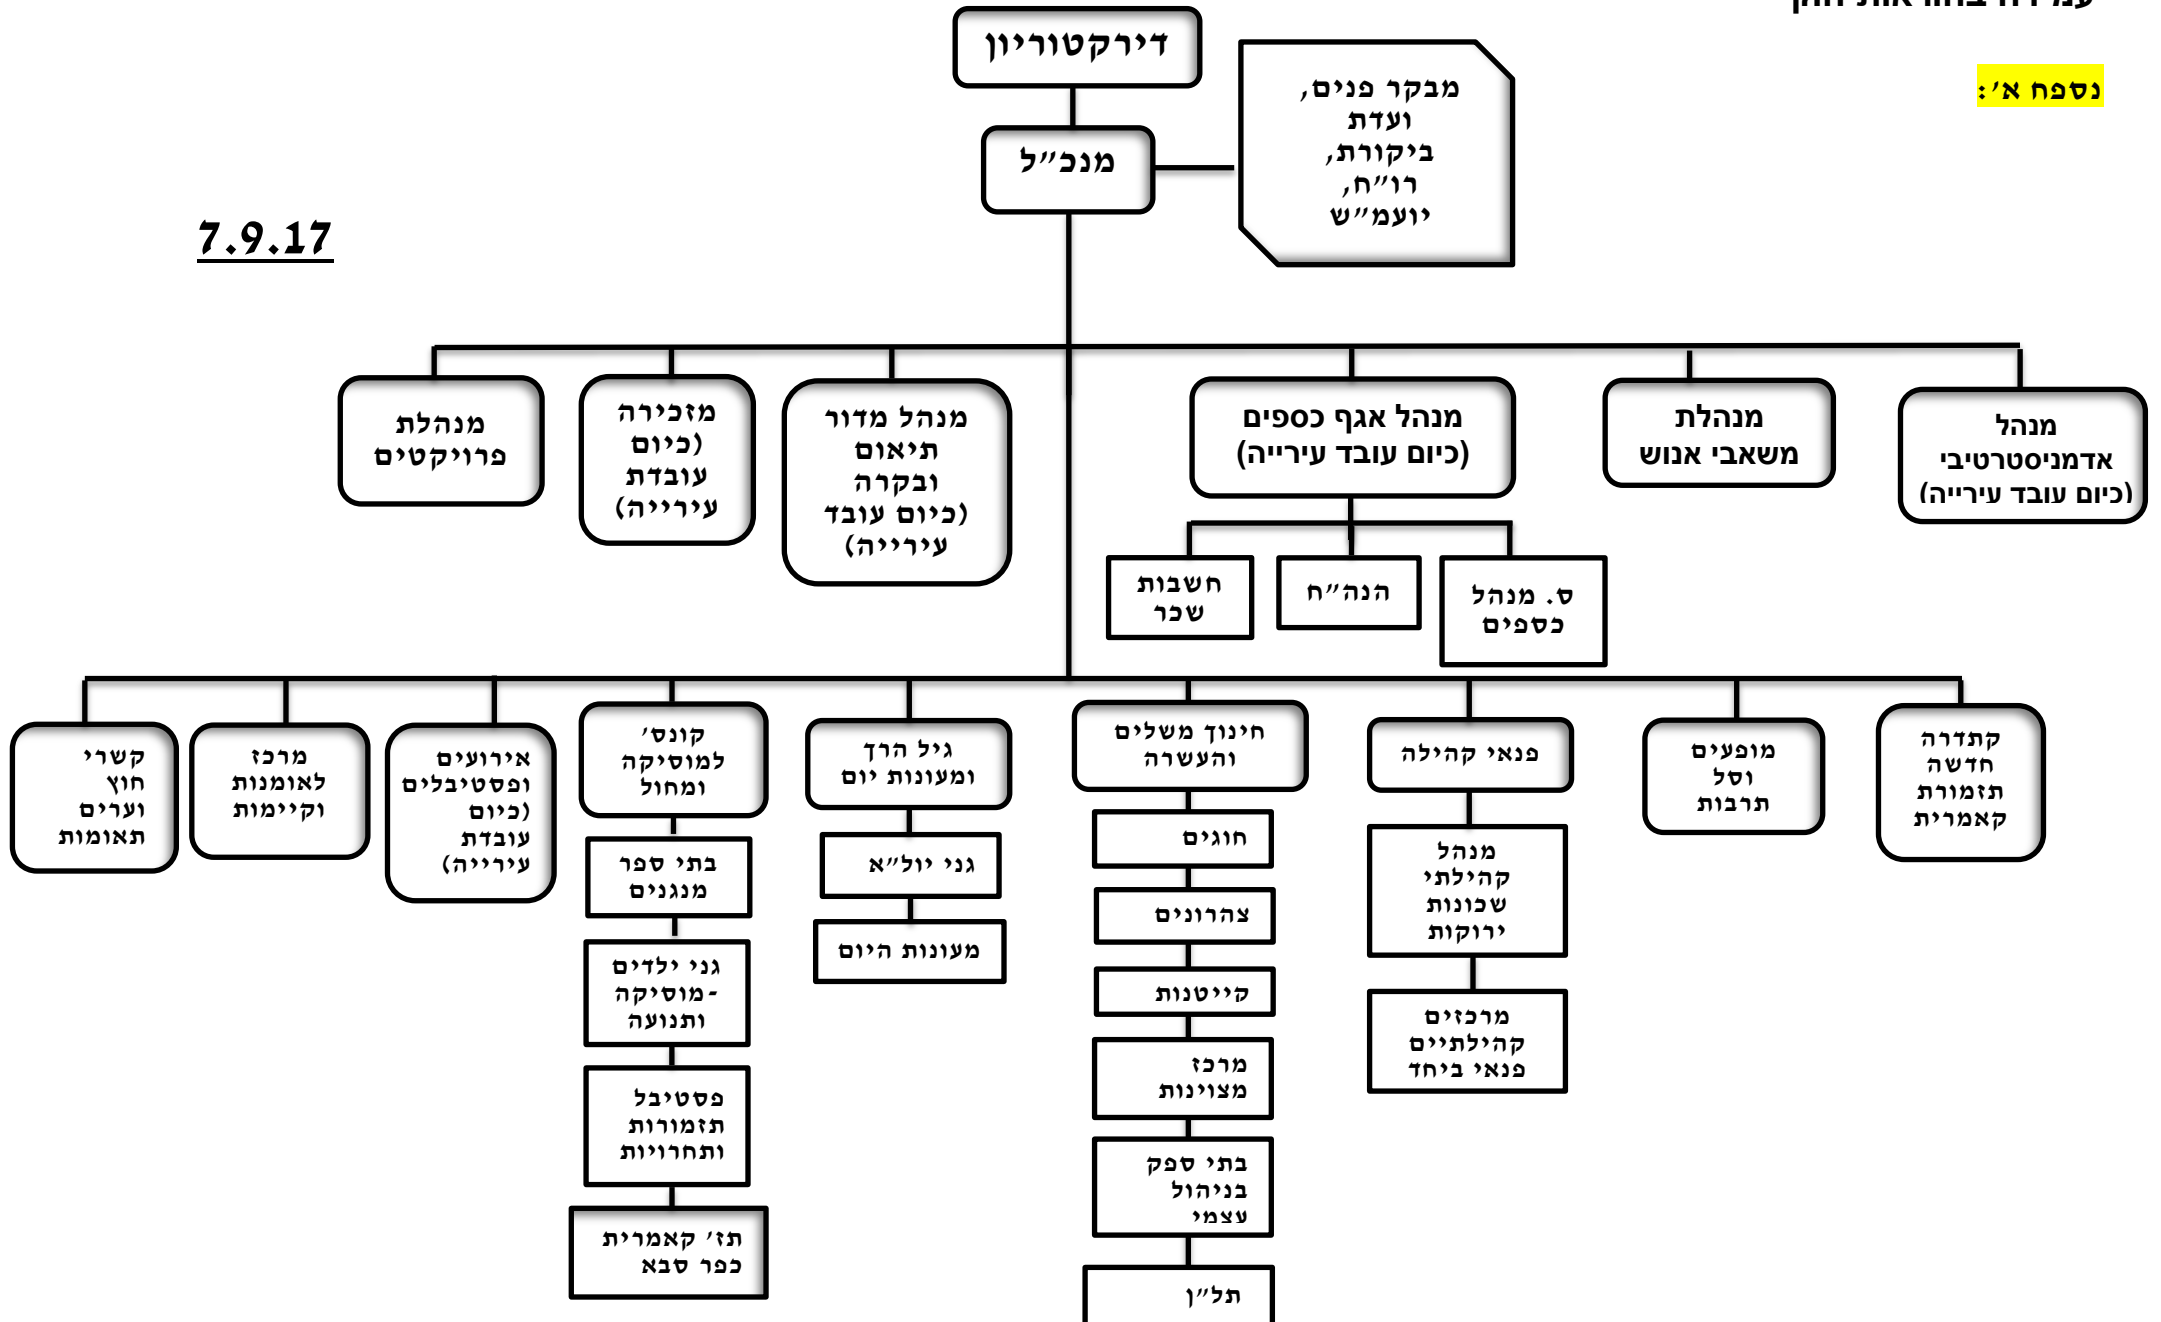 נספח א׳:
7.9.17
דירקטוריון
מנכ״ל
מבקר פנים,
ועדת
ביקורת,
רו״ח,
יועמ״ש
מנהל
אדמניסטרטיבי
(כיום עובד עירייה)
מנהלת
משאבי אנוש
מנהל אגף כספים
(כיום עובד עירייה)
מנהל מדור
תיאום
ובקרה
(כיום עובד
עירייה)
מזכירה
(כיום
עובדת
עירייה)
מנהלת
פרויקטים
ס. מנהל
כספים
הנה״ח
חשבות
שכר
קתדרה
חדשה
תזמורת
קאמרית
מופעים
וסל
תרבות
פנאי קהילה
מנהל
קהילתי
שכונות
ירוקות
מרכזים
קהילתיים
פנאי ביחד
חינוך משלים
והעשרה
חוגים
צהרונים
קייטנות
מרכז
מצוינות
בתי ספק
בניהול
עצמי
תל״ן
גיל הרך
ומעונות יום
גני יול״א
מעונות היום
קונס׳
למוסיקה
ומחול
בתי ספר
מנגנים
גני ילדים
-מוסיקה
ותנועה
פסטיבל
תזמורות
ותחרויות
תז׳ קאמרית
כפר סבא
אירועים
ופסטיבלים
(כיום
עובדת
עירייה)
מרכז
לאומנות
וקיימות
קשרי
חוץ
וערים
תאומות